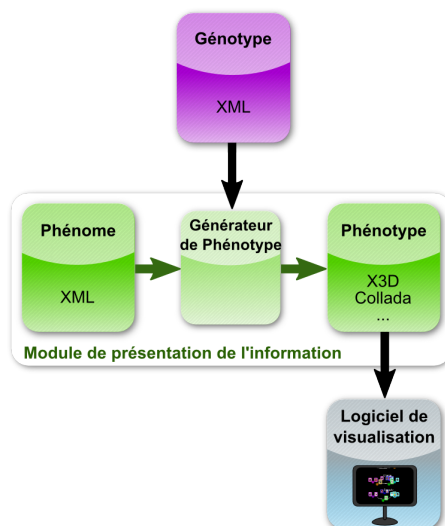 Génotype
XML
Phénome
XML
Générateur
de Phénotype
Phénotype
X3D
Collada
...
Module de présentation de l'information
Logiciel de
visualisation